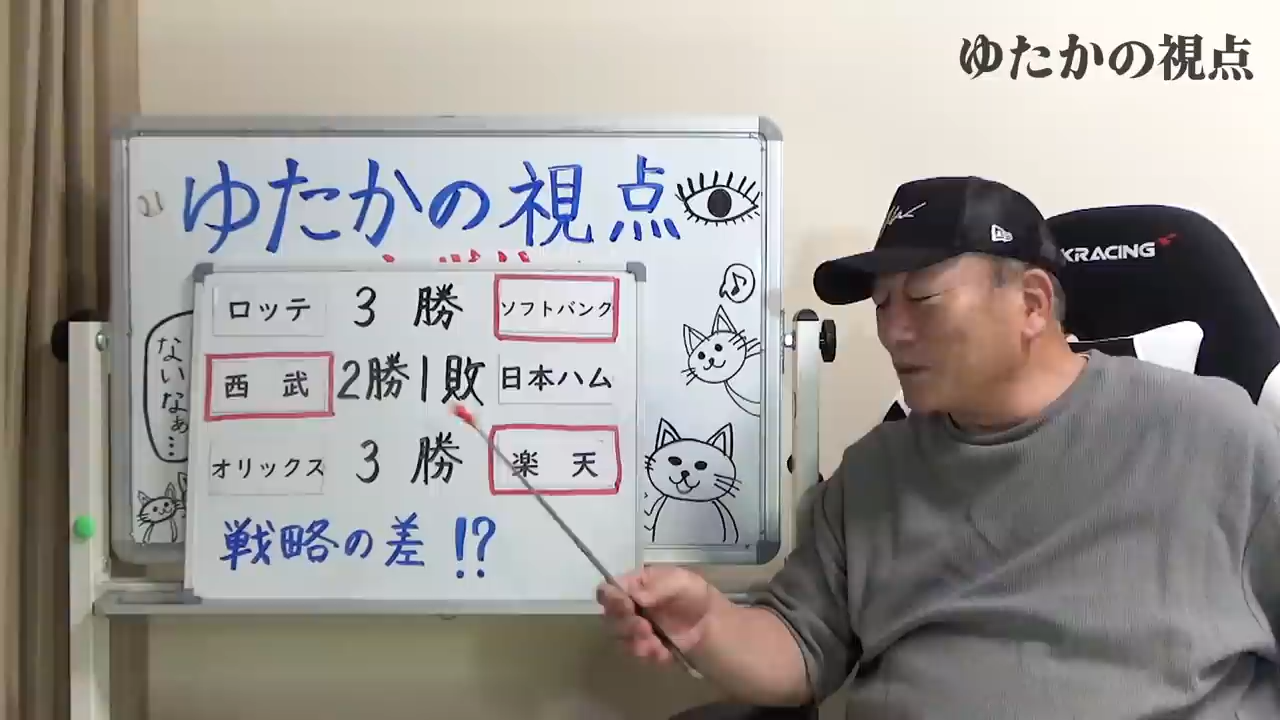 ゆたかの視点
ゆたかの視点
ロッテ 3勝 ソフトバンク
西武 2勝1敗 日本ハム
オリックス 3勝 楽天
戦略の差!?
ないなぁ…
KRACING